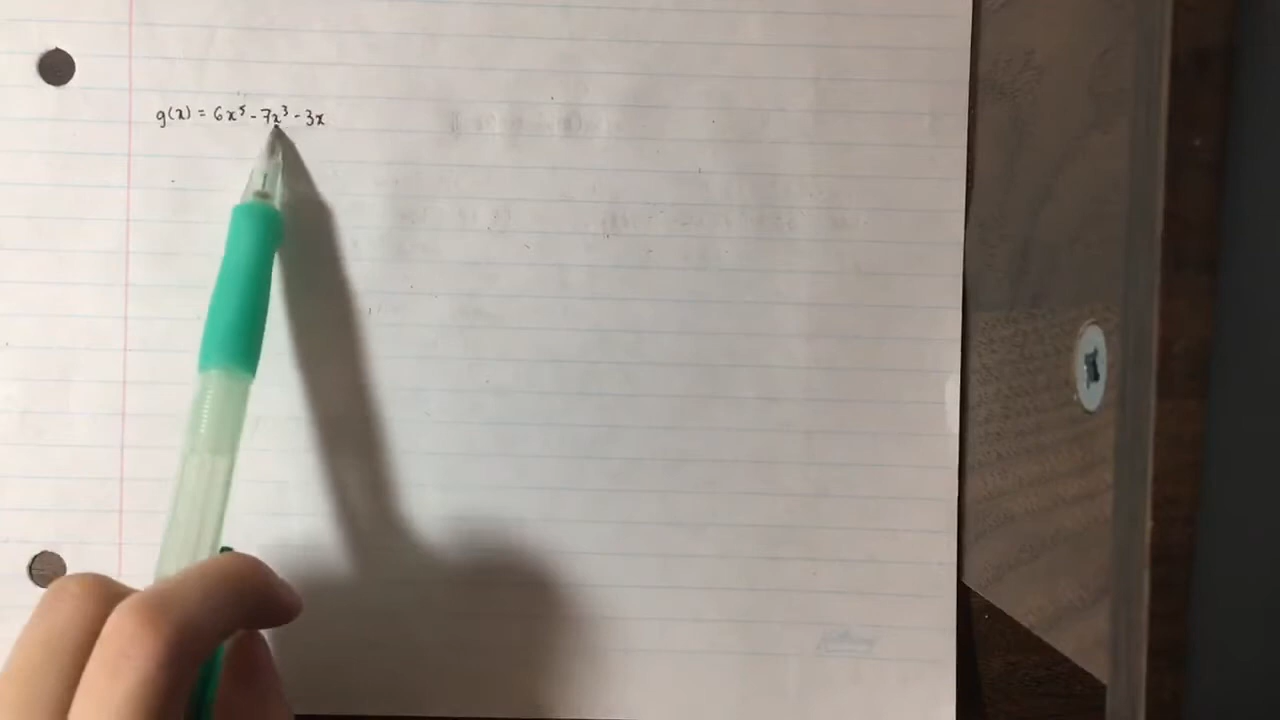 g(x) = 6x⁵ - 7x³ - 3x